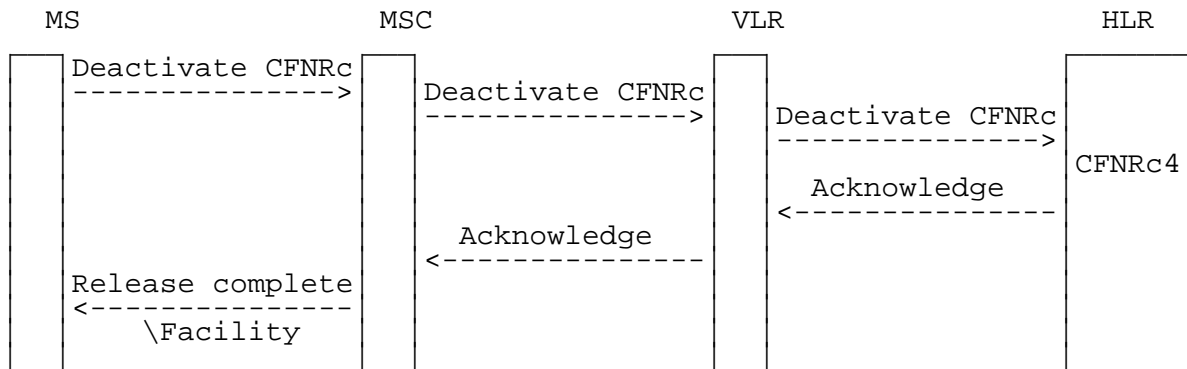 MS MSC VLR HLR
Deactivate CFNRc
Deactivate CFNRc
Deactivate CFNRc
CFNRc4
Acknowledge
Acknowledge
Release complete
\Facility